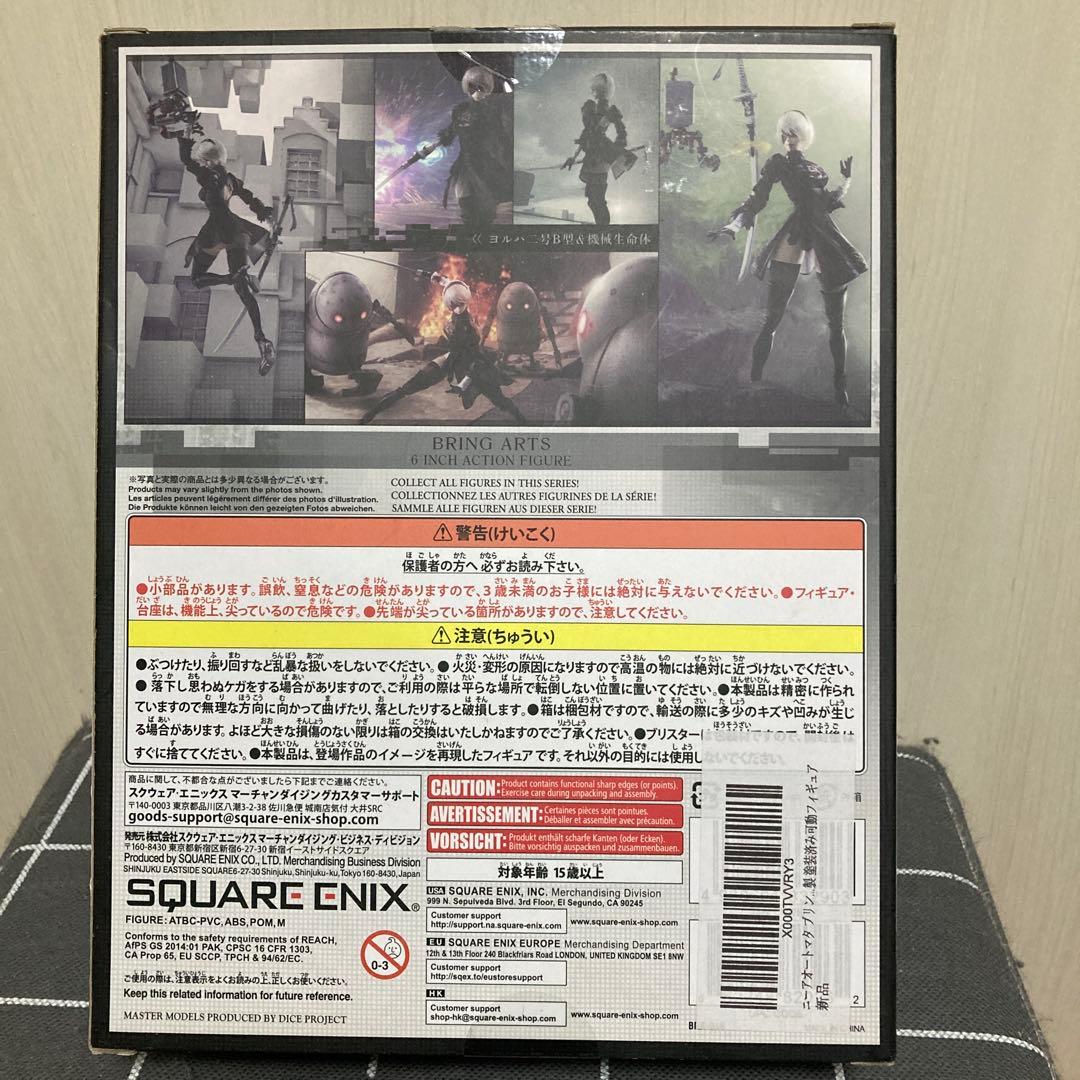 << ヨルハ二号B型&機械生命体
BRING ARTS
6 INCH ACTION FIGURE
※写真と実際の商品とは多少異なる場合がございます。
Products may vary slightly from the photos shown.
Les articles peuvent légèrement différer des photos d'illustration.
Die Produkte können leicht von den gezeigten Fotos abweichen.
COLLECT ALL FIGURES IN THIS SERIES!
COLLECTIONNEZ LES AUTRES FIGURINES DE LA SÉRIE!
SAMMLE ALLE FIGUREN AUS DIESER SERIE!
⚠警告(けいこく)
保護者の方へ必ずお読み下さい。
●小部品があります。誤飲、窒息などの危険がありますので、3歳未満のお子様には絶対に与えないでください。●フィギュア・
台座は、機能上、尖っているので危険です。●先端が尖っている箇所がありますので、注意してください。
⚠注意(ちゅうい)
●ぶつけたり、振り回すなど乱暴な扱いをしないでください。●火災・変形の原因になりますので高温の物には絶対に近づけないでください。
●落下し思わぬケガをする場合がありますので、ご利用の際は平らな場所で転倒しない位置に置いてください。●本製品は精密に作られ
ていますので無理な方向に向かって曲げたり、落としたりすると破損します。●箱は梱包材ですので、輸送の際に多少のキズや凹みが生じ
る場合があります。よほど大きな損傷のない限りは箱の交換はいたしかねますのでご了承ください。●ブリスター
すぐに捨ててください。●本製品は、登場作品のイメージを再現したフィギュアです。それ以外の目的には使用しないでください。
商品に関して、不都合な点がございましたら下記までご連絡ください。
スクウェア・エニックス マーチャンダイジングカスタマーサポート
〒140-0003 東京都品川区八潮3-2-38 佐川急便 城南店気付 大井SRC
goods-support@square-enix-shop.com
発売元 株式会社スクウェア・エニックス マーチャンダイジング・ビジネス・ディビジョン
〒160-8430 東京都新宿区新宿6-27-30 新宿イーストサイドスクエア
Produced by SQUARE ENIX CO., LTD. Merchandising Business Division
SHINJUKU EASTSIDE SQUARE6-27-30 Shinjuku, Shinjuku-ku, Tokyo 160-8430, Japan
SQUARE ENIX®
FIGURE: ATBC-PVC, ABS, POM, M
Conforms to the safety requirements of REACH,
AfPS GS 2014:01 PAK, CPSC 16 CFR 1303,
CA Prop 65, EU SCCP, TPCH & 94/62/EC.
0-3
ご使用の際は、注意表示をよくお読みの上、正しくお使いください。
Keep this related information for future reference.
MASTER MODELS PRODUCED BY DICE PROJECT
CAUTION: Product contains functional sharp edges (or points).
Exercise care during unpacking and assembly.
AVERTISSEMENT: Certaines pièces sont pointues.
Déballer et assembler avec précaution.
VORSICHT: Produkt enthält scharfe Kanten (oder Ecken).
Bitte vorsichtig auspacken und zusammenbauen.
対象年齢 15歳以上
USA SQUARE ENIX, INC. Merchandising Division
999 N. Sepulveda Blvd. 3rd Floor, El Segundo, CA 90245
Customer support
http://support.na.square-enix.com
www.square-enix-shop.com
EU SQUARE ENIX EUROPE Merchandising Department
12th & 13th Floor 240 Blackfriars Road LONDON, UNITED KINGDOM SE1 8NW
Customer support
http://sqex.to/eustoresupport
HK
Customer support
shop-hk@square-enix-shop.com
www.square-enix-shop.com
箱
X000TVVRY3
ニーアオートマタ ブリン...製 塗装済み可動フィギュア
新品